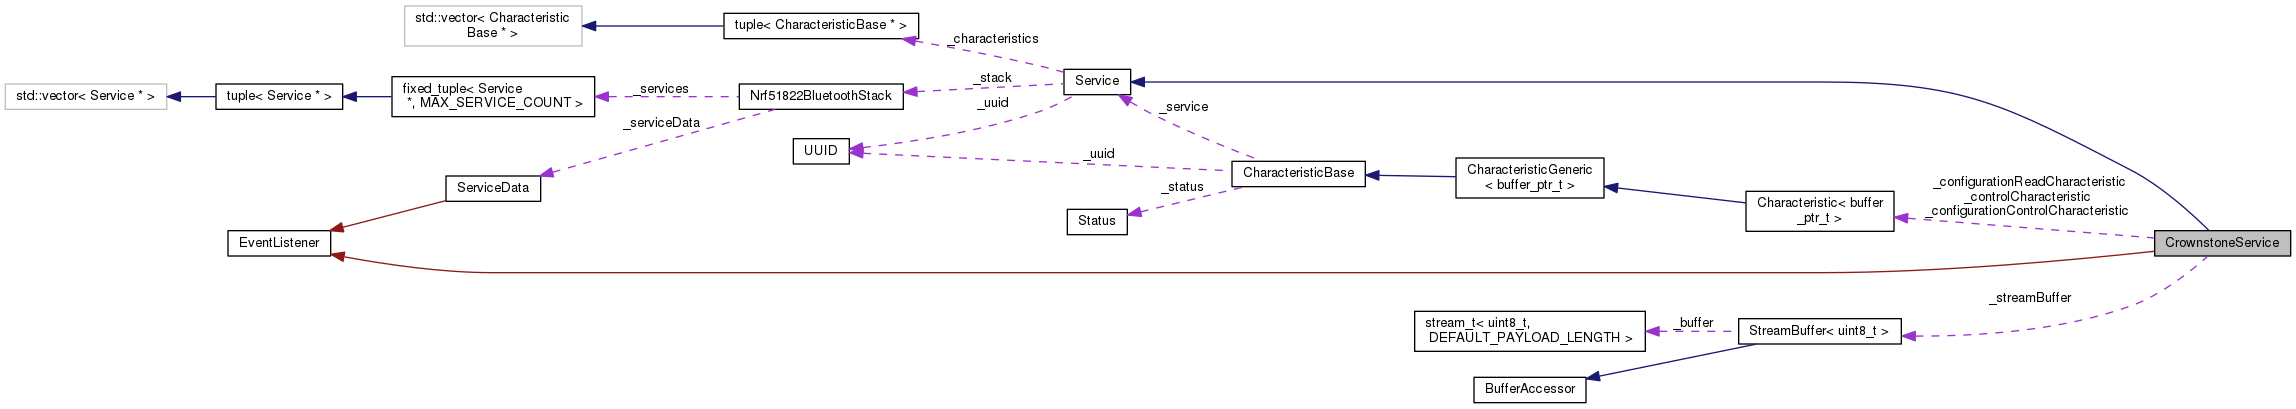 std::vector< Characteristic
Base * >
tuple< CharacteristicBase * >
_characteristics
Service
_stack
_uuid
std::vector< Service * >
tuple< Service * >
fixed_tuple< Service
*, MAX_SERVICE_COUNT >
_services
Nrf51822BluetoothStack
_serviceData
_service
UUID
_uuid
CharacteristicBase
CharacteristicGeneric
< buffer_ptr_t >
ServiceData
_status
Status
Characteristic< buffer
_ptr_t >
_configurationReadCharacteristic
_controlCharacteristic
_configurationControlCharacteristic
EventListener
CrownstoneService
_streamBuffer
stream_t< uint8_t,
DEFAULT_PAYLOAD_LENGTH >
_buffer
StreamBuffer< uint8_t >
BufferAccessor